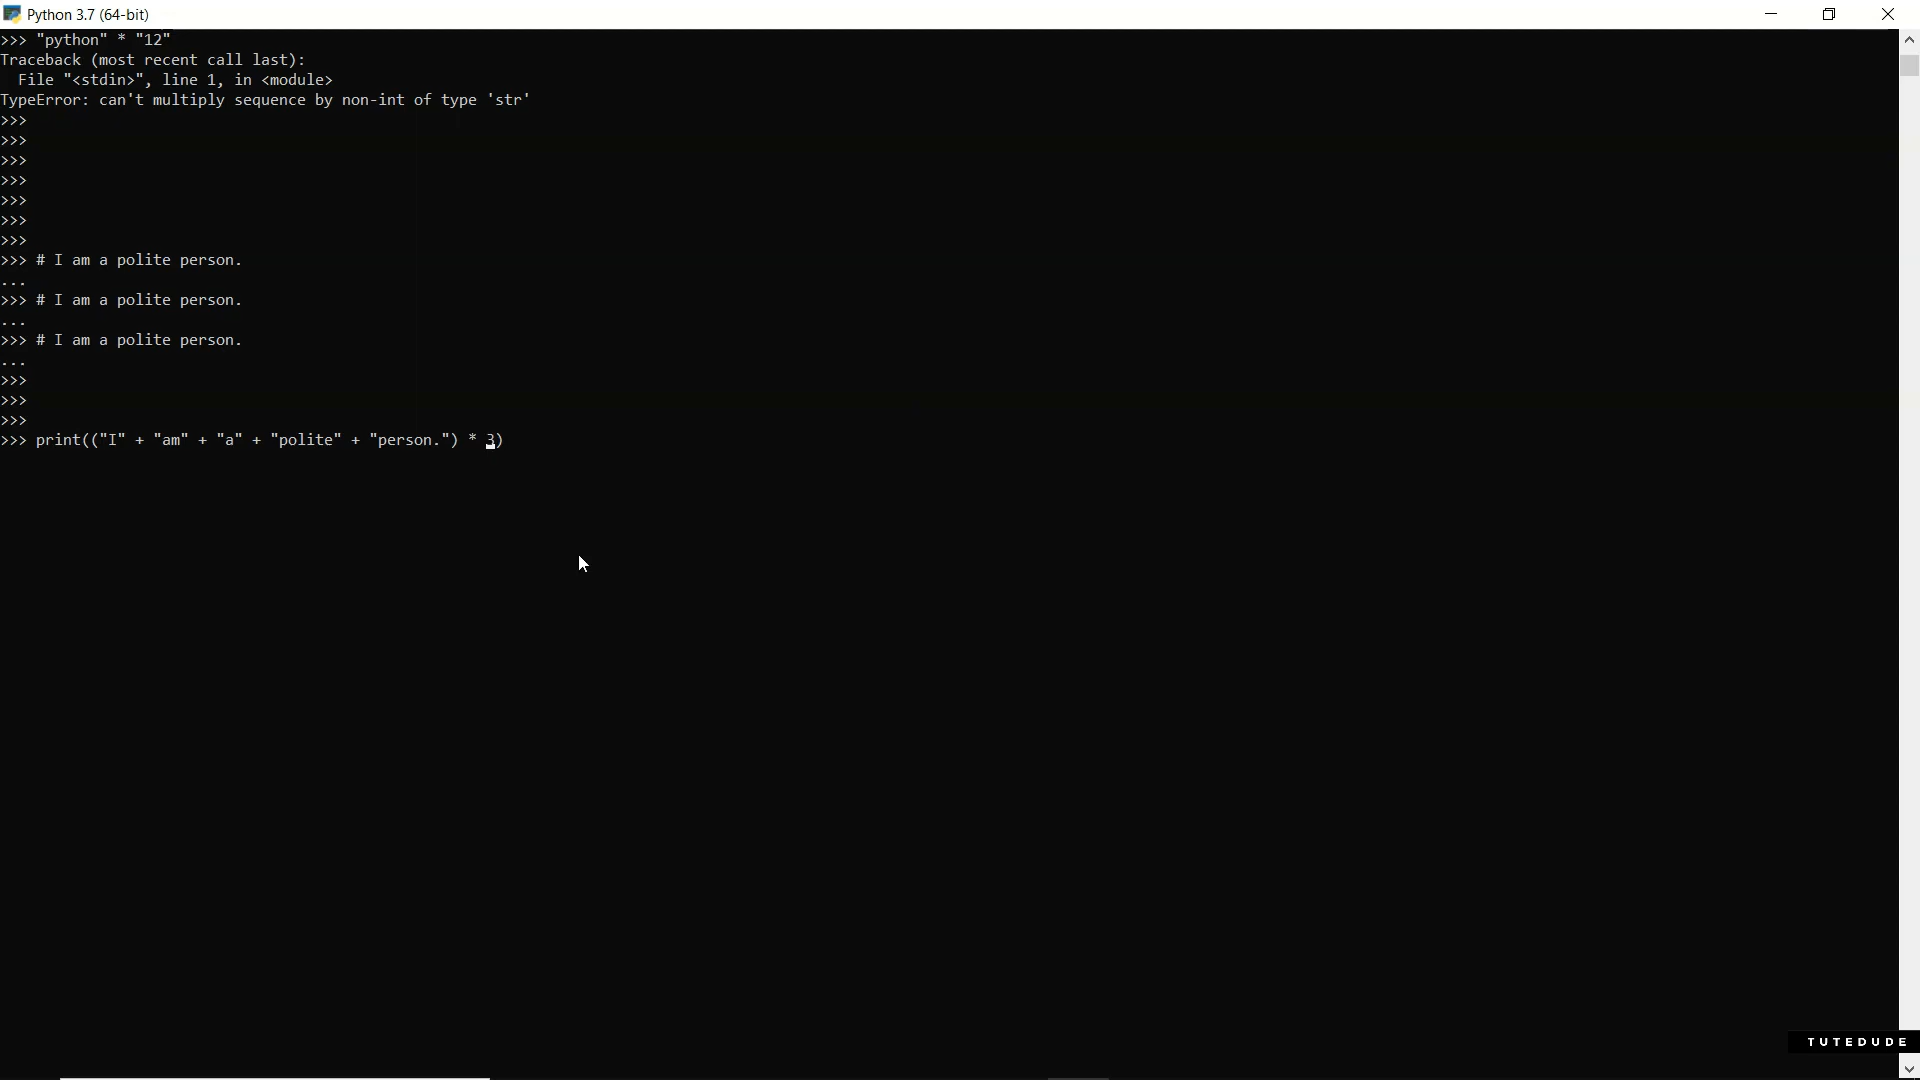 Python 3.7 (64-bit)
>>> "python" * "12"
Traceback (most recent call last):
  File "<stdin>", line 1, in <module>
TypeError: can't multiply sequence by non-int of type 'str'
>>>
>>>
>>>
>>>
>>>
>>>
>>>
>>> # I am a polite person.
...
>>> # I am a polite person.
...
>>> # I am a polite person.
...
>>>
>>>
>>>
>>> print(("I" + "am" + "a" + "polite" + "person.") * 3)
TUTEDUDE